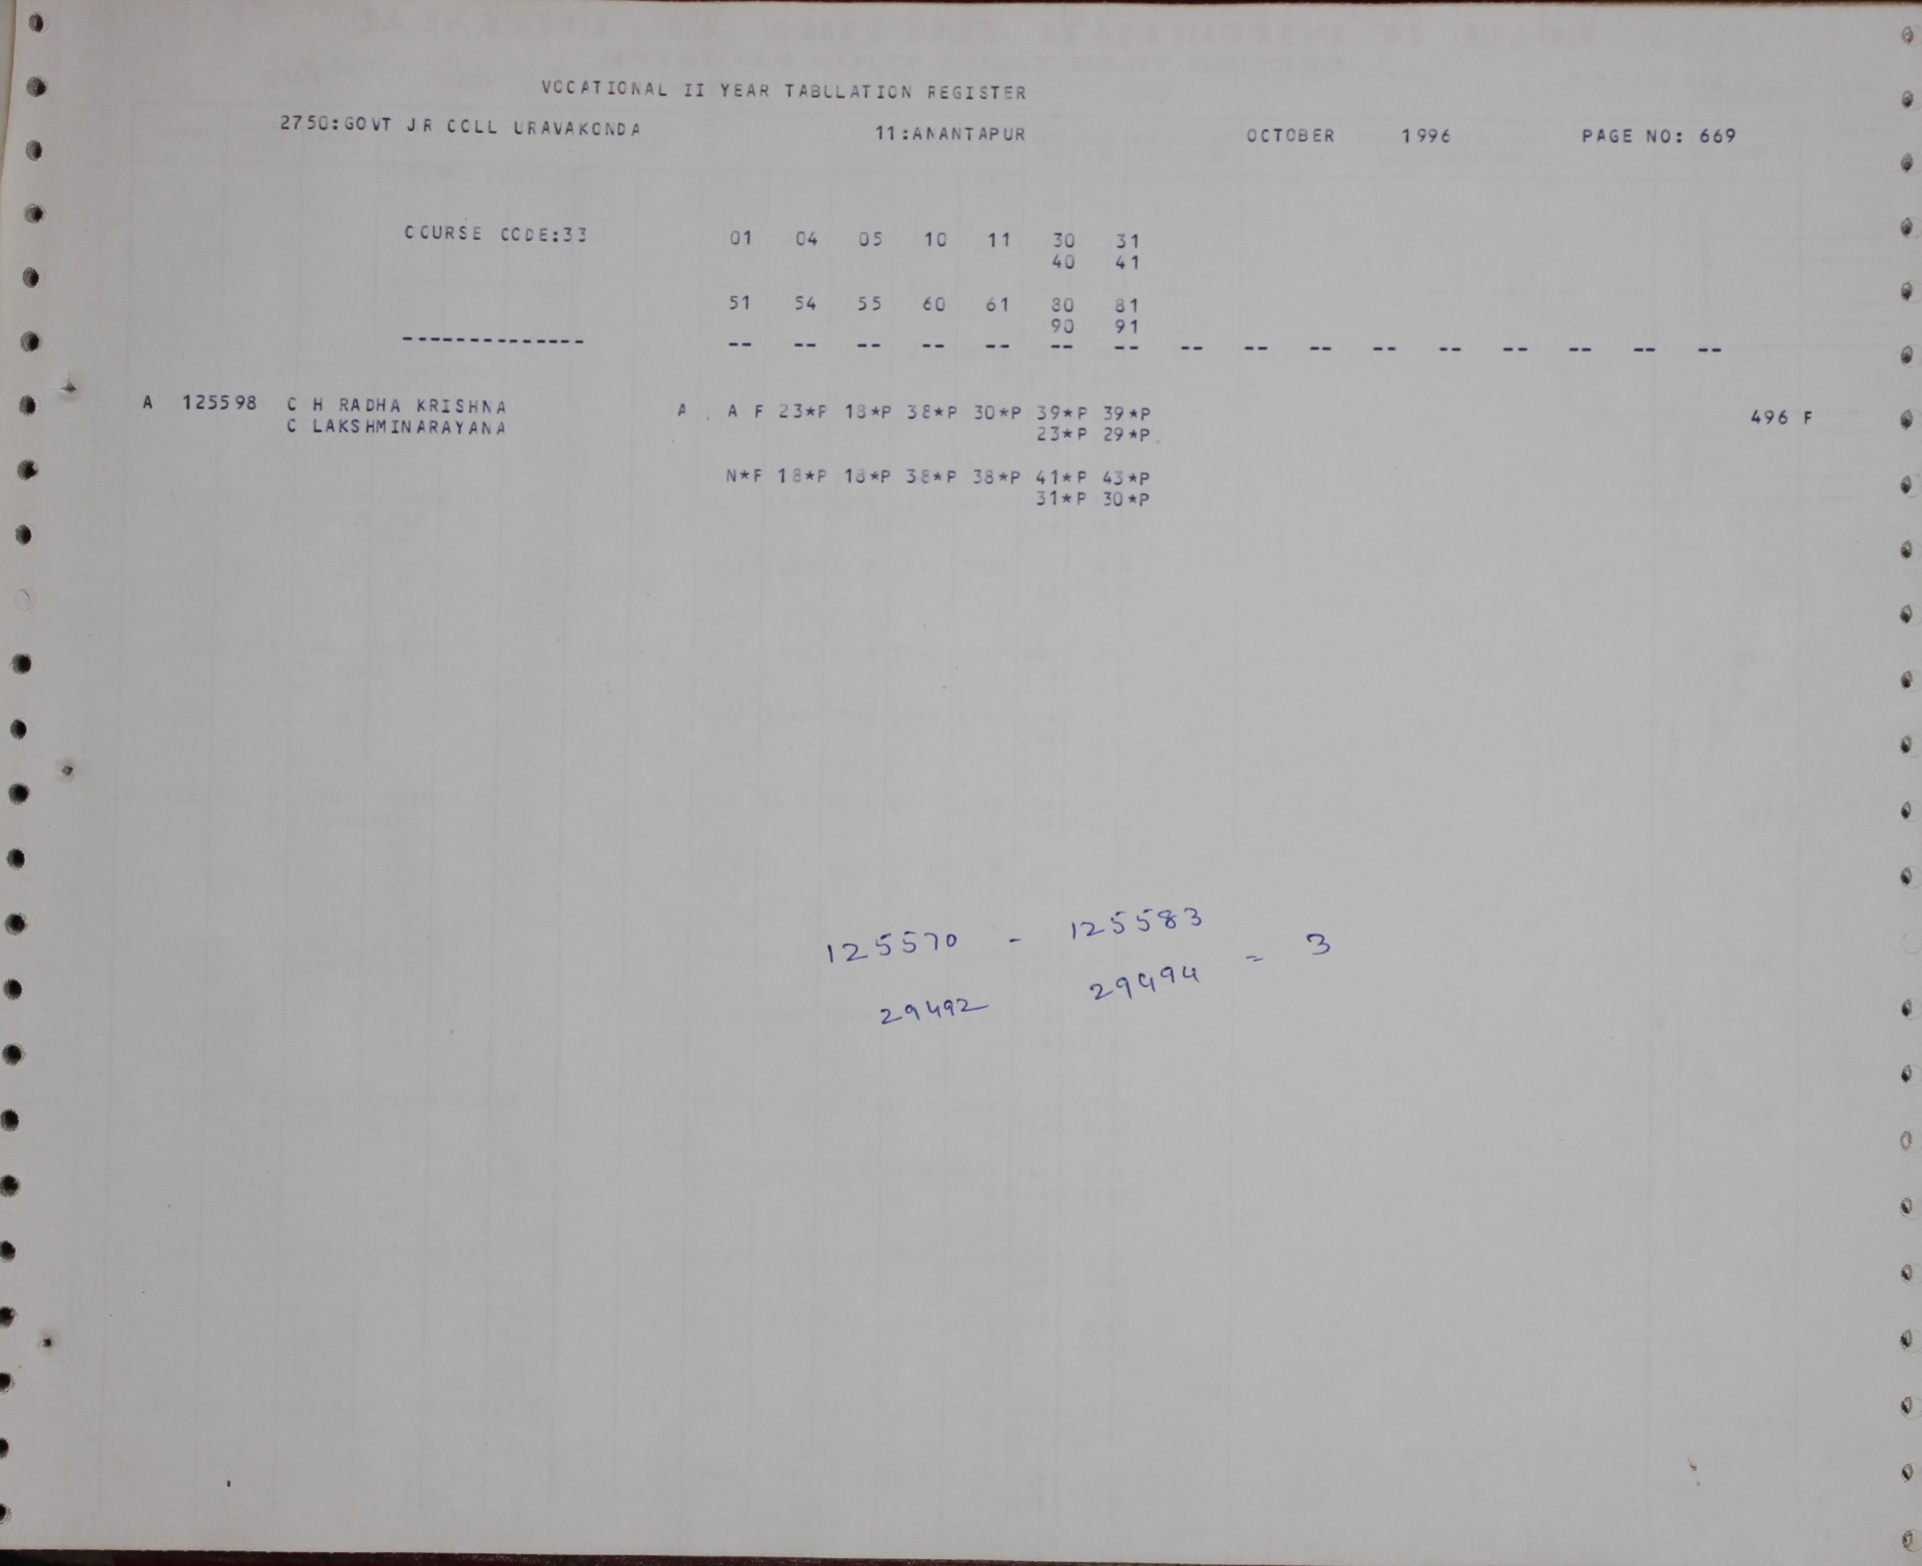 VOCATIONAL II YEAR TABULATION REGISTER
2750:GOVT JR COLL URAVAKONDA 11:ANANTAPUR OCTOBER 1996 PAGE NO: 669
COURSE CODE:33 01 04 05 10 11 30 31
40 41
51 54 55 60 61 80 81
90 91
-------------- -- -- -- -- -- -- -- -- -- -- -- -- -- -- -- --
A 125598 C H RADHA KRISHNA A A F 23*P 18*P 38*P 30*P 39*P 39*P 496 F
C LAKSHMINARAYANA 23*P 29*P
N*F 18*P 18*P 38*P 38*P 41*P 43*P
31*P 30*P
125570 - 125583
29492 29494 = 3